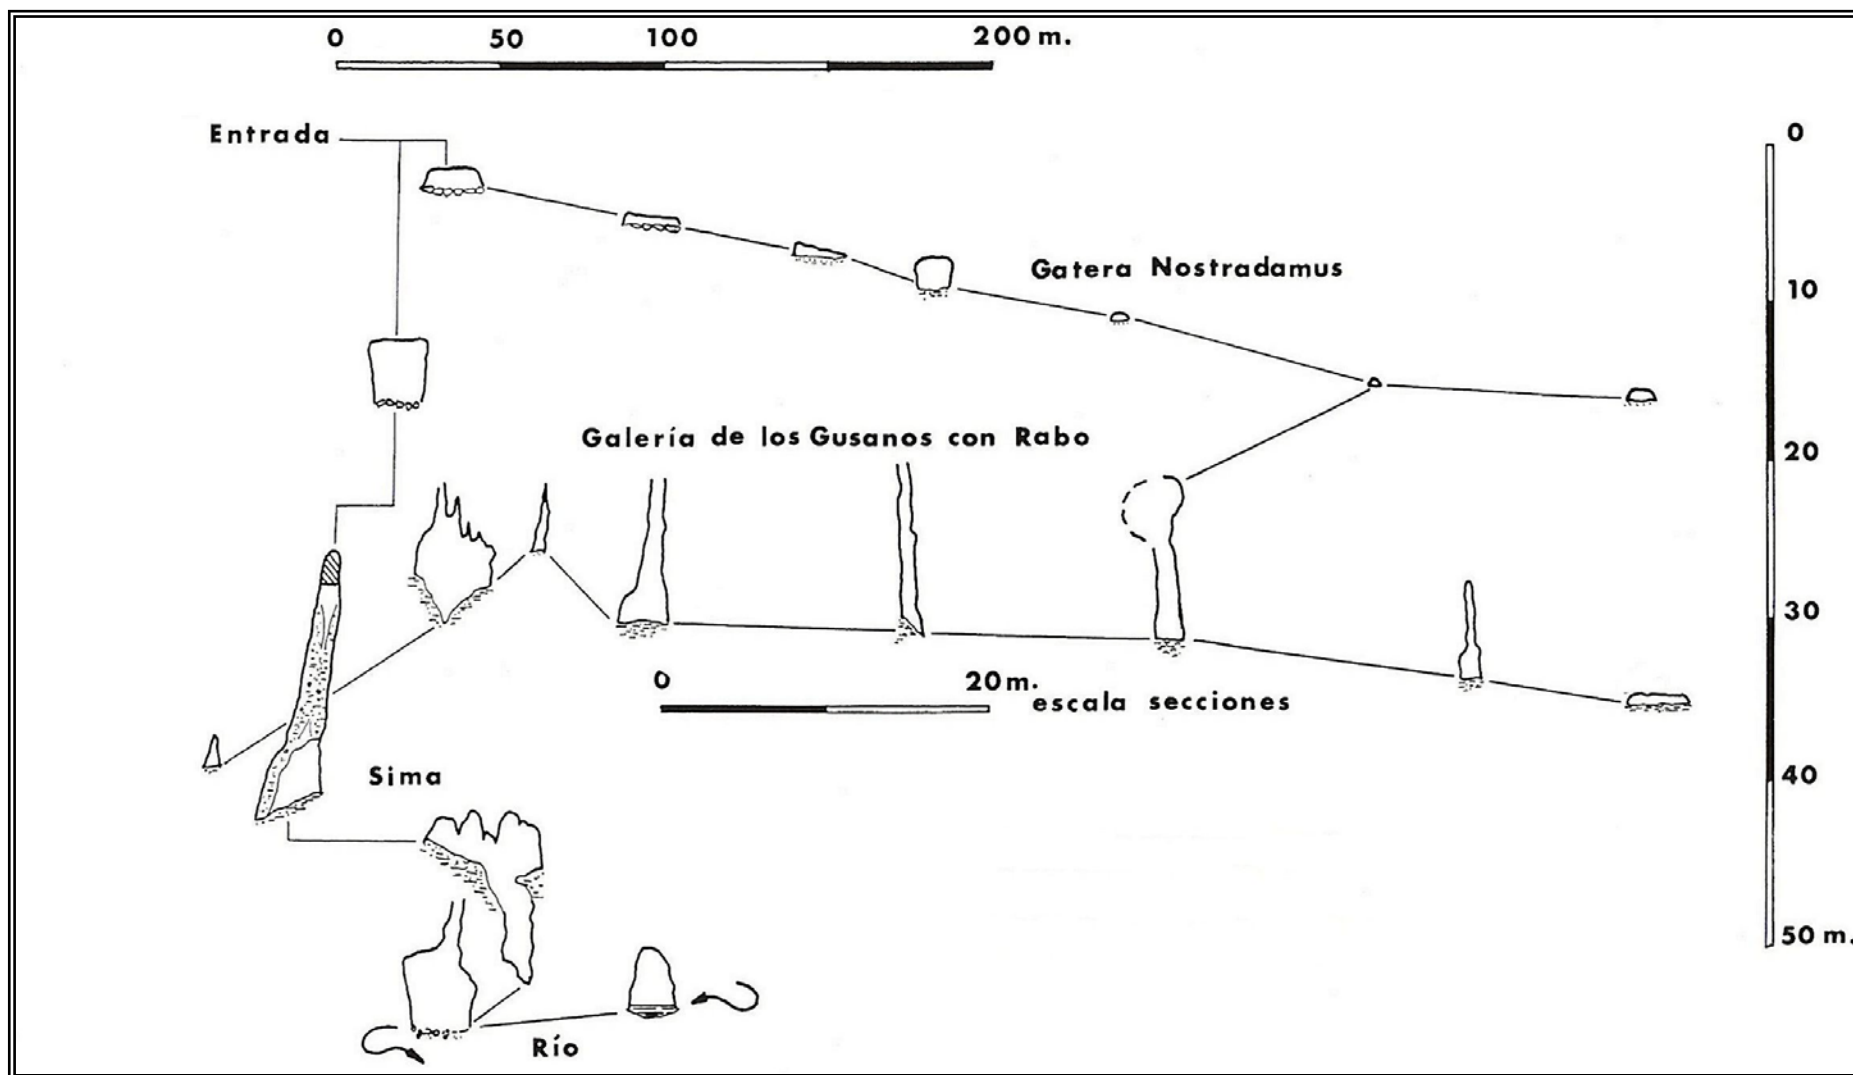 0 50 100 200 m.
Entrada
0
Gatera Nostradamus
10
Galería de los Gusanos con Rabo
20
30
0 20 m.
escala secciones
Sima
40
50 m.
Río